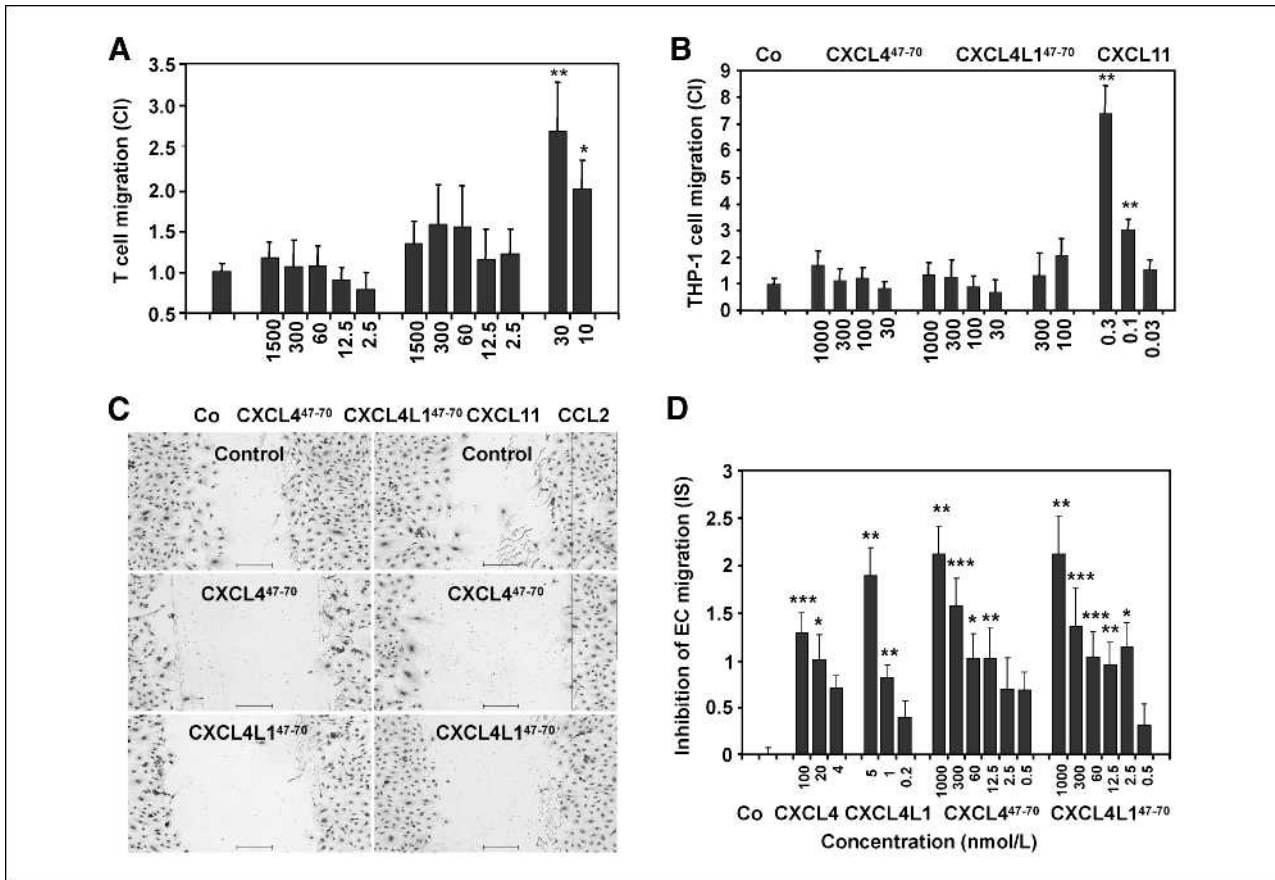 A
T cell migration (CI)
3.5
3.0
2.5
2.0
1.5
1.0
0.5
**
*
1500 300 60 12.5 2.5 1500 300 60 12.5 2.5 30 10
B
Co CXCL4⁴⁷⁻⁷⁰ CXCL4L1⁴⁷⁻⁷⁰ CXCL11
THP-1 cell migration (CI)
9
8
7
6
5
4
3
2
1
0
**
**
1000 300 100 30 1000 300 100 30 300 100 0.3 0.1 0.03
C
Co CXCL4⁴⁷⁻⁷⁰ CXCL4L1⁴⁷⁻⁷⁰ CXCL11 CCL2
Control Control
CXCL4⁴⁷⁻⁷⁰ CXCL4⁴⁷⁻⁷⁰
CXCL4L1⁴⁷⁻⁷⁰ CXCL4L1⁴⁷⁻⁷⁰
D
Inhibition of EC migration (IS)
3
2.5
2
1.5
1
0.5
0
*** * ** ** ** *** * ** ** *** *** ** *
100 20 4 5 1 0.2 1000 300 60 12.5 2.5 0.5 1000 300 60 12.5 2.5 0.5
Co CXCL4 CXCL4L1 CXCL4⁴⁷⁻⁷⁰ CXCL4L1⁴⁷⁻⁷⁰
Concentration (nmol/L)